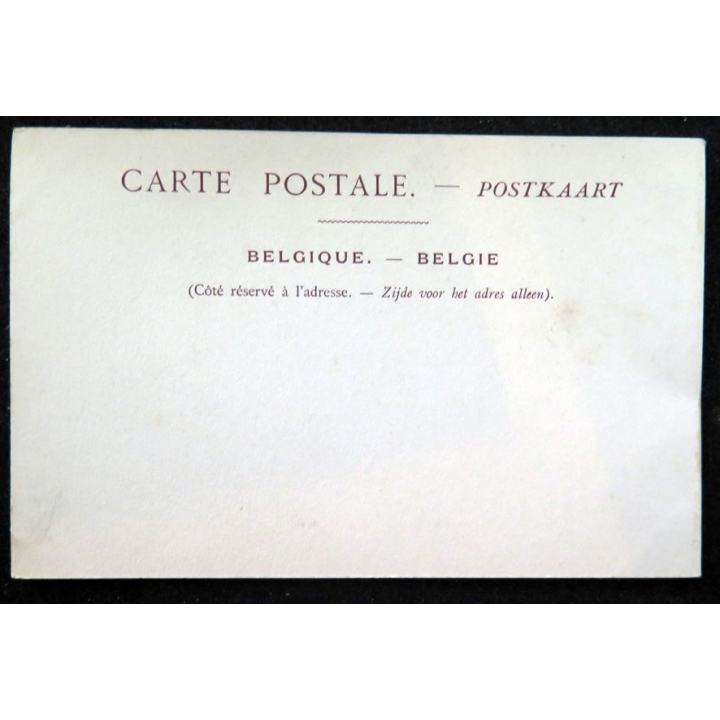 CARTE POSTALE. — POSTKAART
BELGIQUE. — BELGIE
(Côté réservé à l'adresse. — Zijde voor het adres alleen).